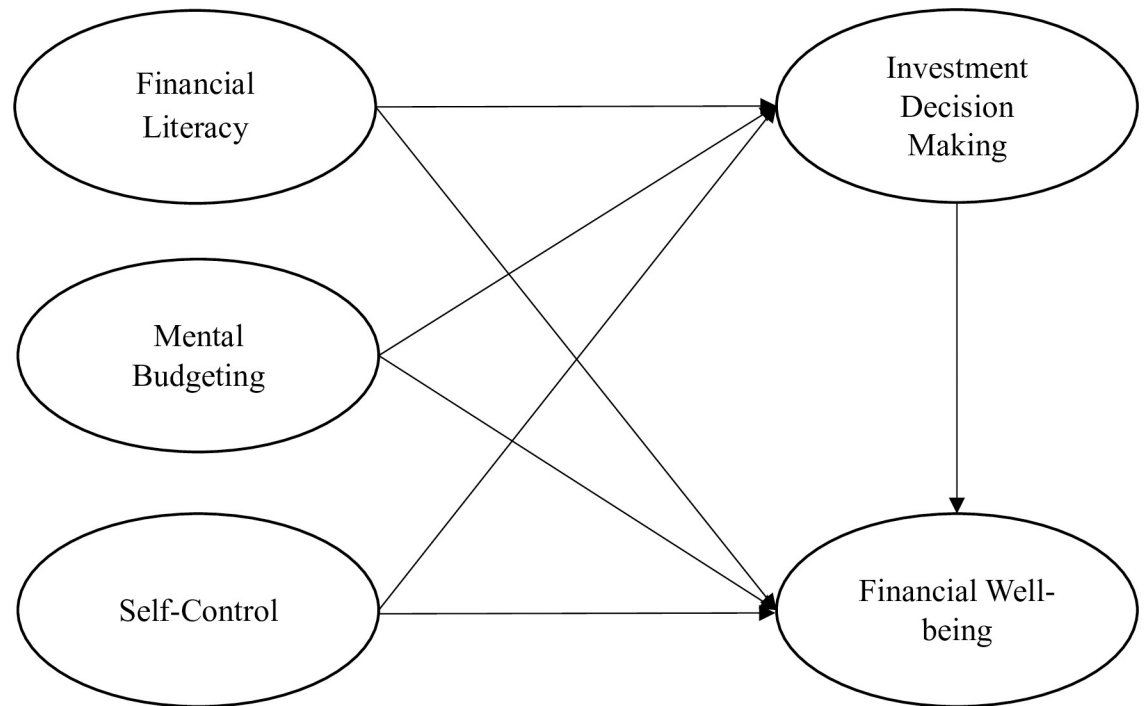 Financial
Literacy
Mental
Budgeting
Self-Control
Investment
Decision
Making
Financial Well-
being